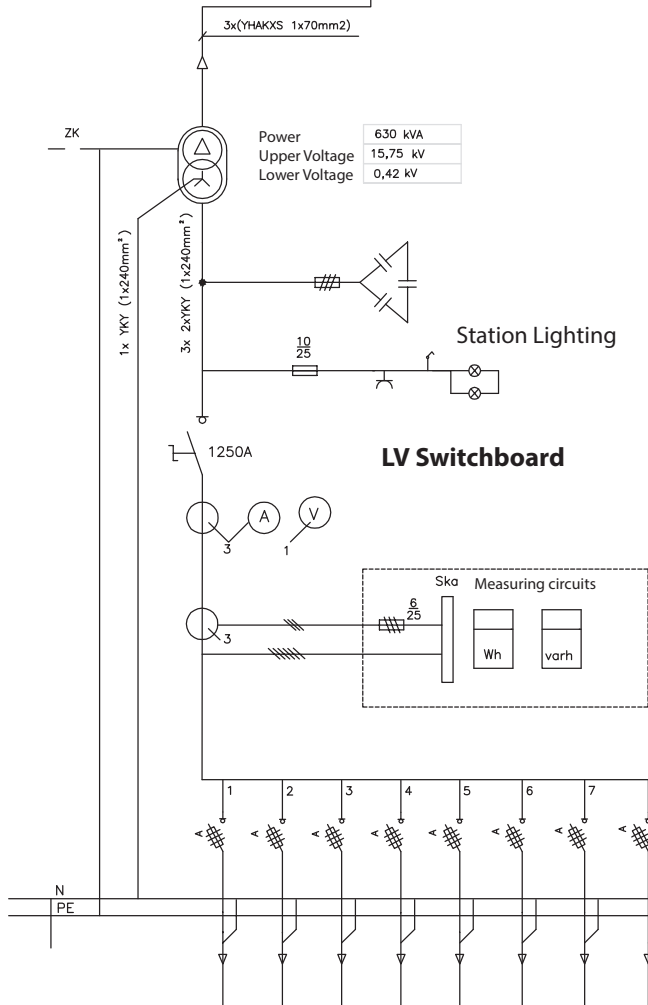 3x(YHAKXS 1x70mm2)
ZK
Power 630 kVA
Upper Voltage 15,75 kV
Lower Voltage 0,42 kV
1x YKY (1x240mm²)
3x 2xYKY (1x240mm²)
10
25
Station Lighting
1250A
LV Switchboard
A
V
3
1
Ska
Measuring circuits
6
25
3
Wh
varh
1 2 3 4 5 6 7
A A A A A A A A
N
PE